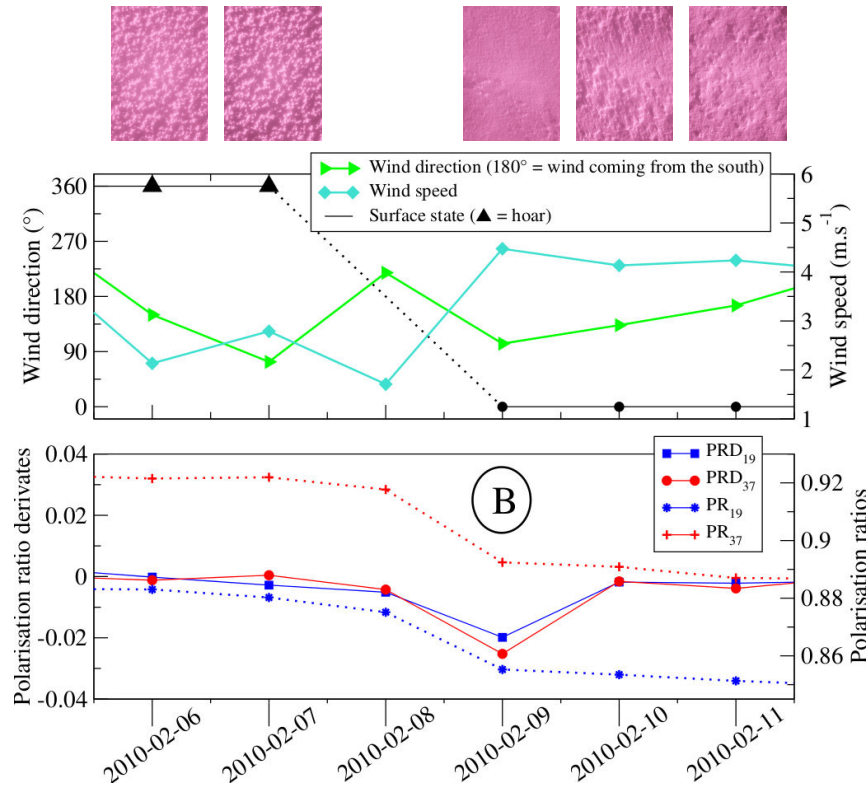 Wind direction (180° = wind coming from the south)
Wind speed
Surface state (▲ = hoar)
Wind direction (°)
360
270
180
90
0
6
5
4
3
2
1
Wind speed (m.s⁻¹)
Polarisation ratio derivates
0.04
0.02
0
-0.02
-0.04
B
PRD₁₉
PRD₃₇
PR₁₉
PR₃₇
0.92
0.9
0.88
0.86
Polarisation ratios
2010-02-06
2010-02-07
2010-02-08
2010-02-09
2010-02-10
2010-02-11